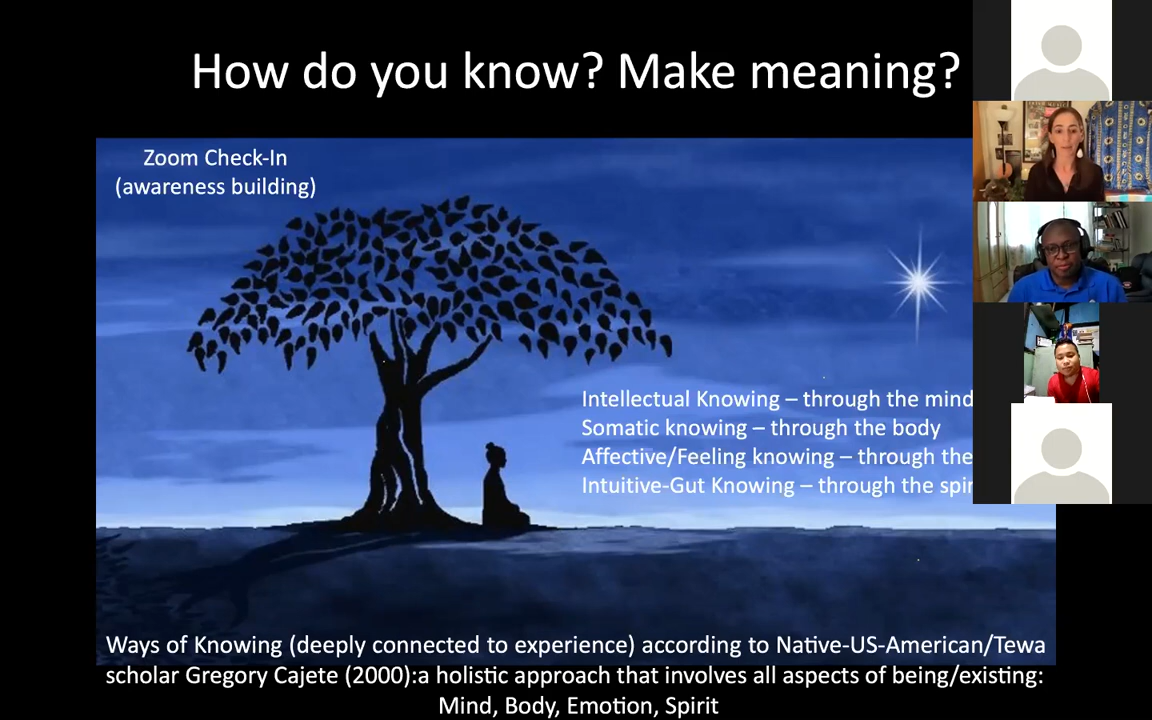 How do you know? Make meaning?
Zoom Check-In
(awareness building)
Intellectual Knowing – through the mind
Somatic knowing – through the body
Affective/Feeling knowing – through the
Intuitive-Gut Knowing – through the
Ways of Knowing (deeply connected to experience) according to Native-US-American/Tewa
scholar Gregory Cajete (2000):a holistic approach that involves all aspects of being/existing:
Mind, Body, Emotion, Spirit